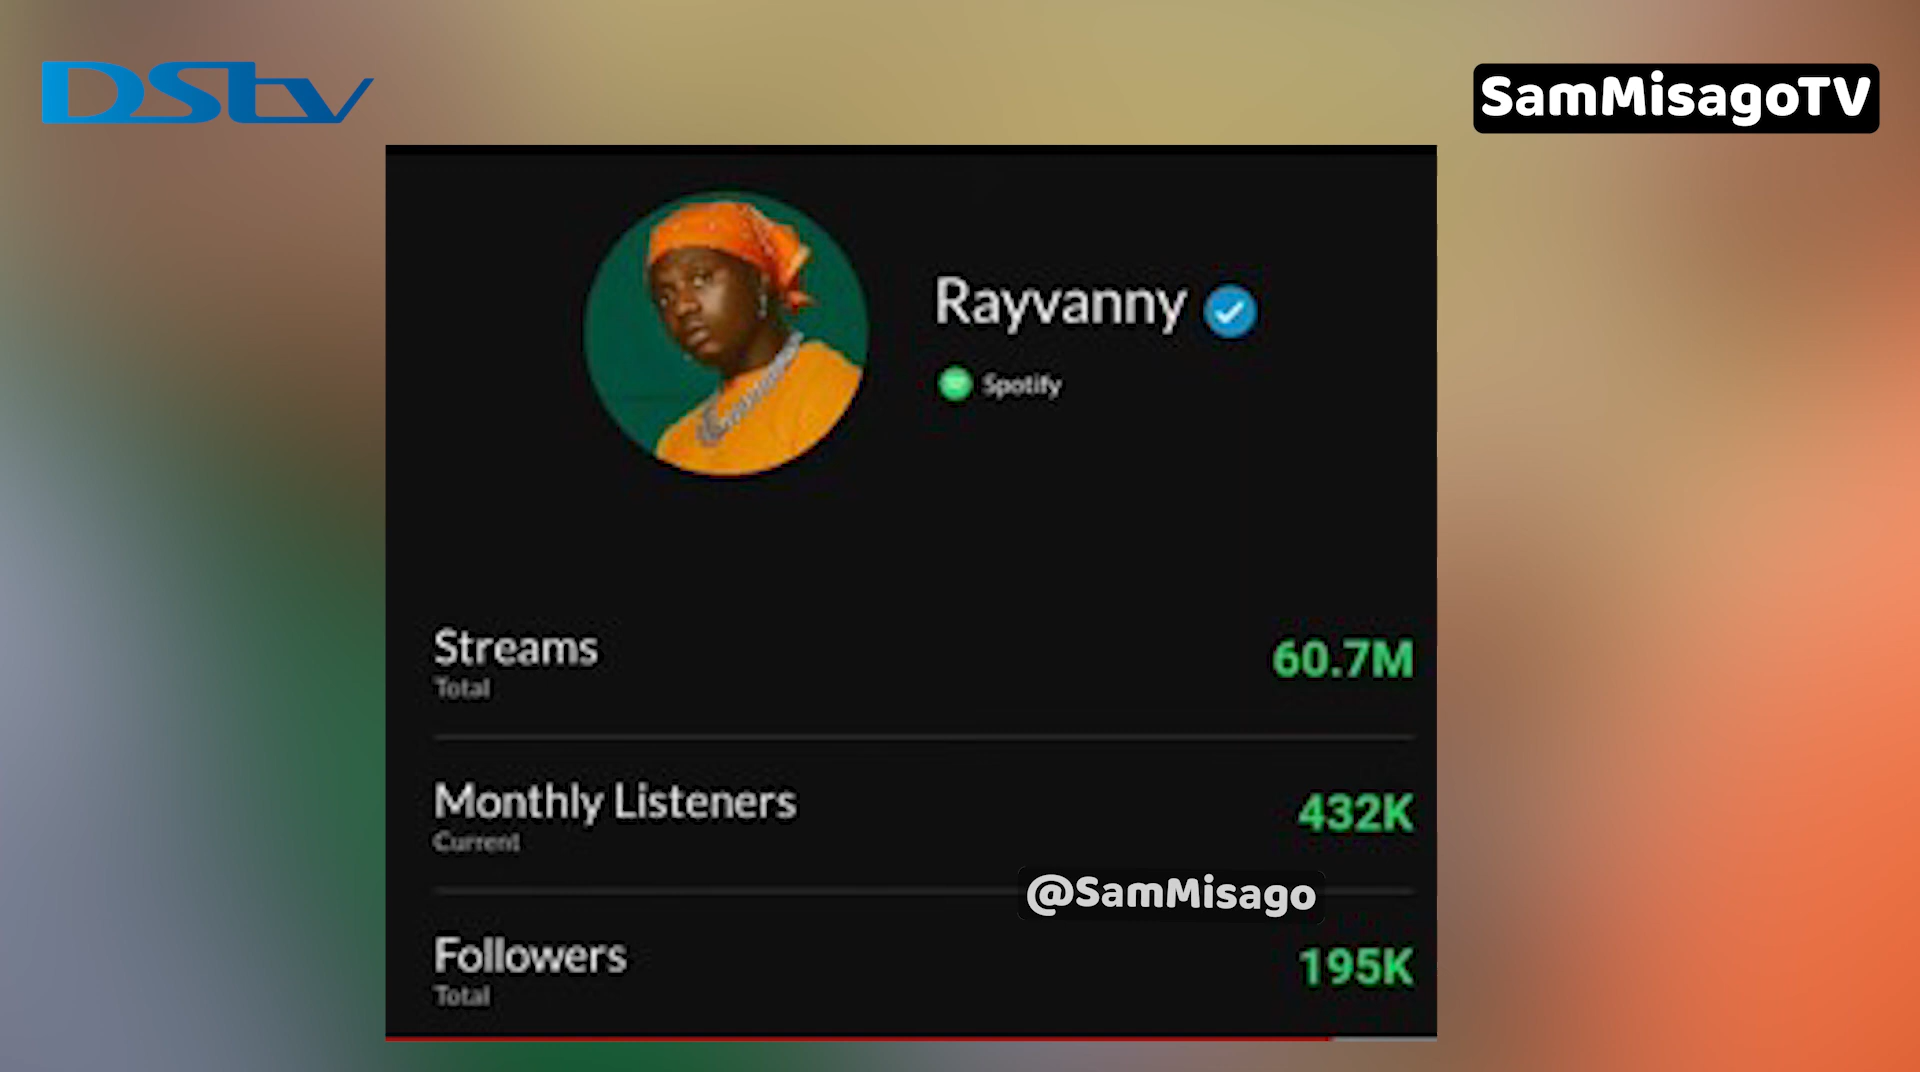 DStv
SamMisagoTV
Rayvanny
Spotify
Streams
60.7M
Total
Monthly Listeners
432K
Current
@SamMisago
Followers
195K
Total